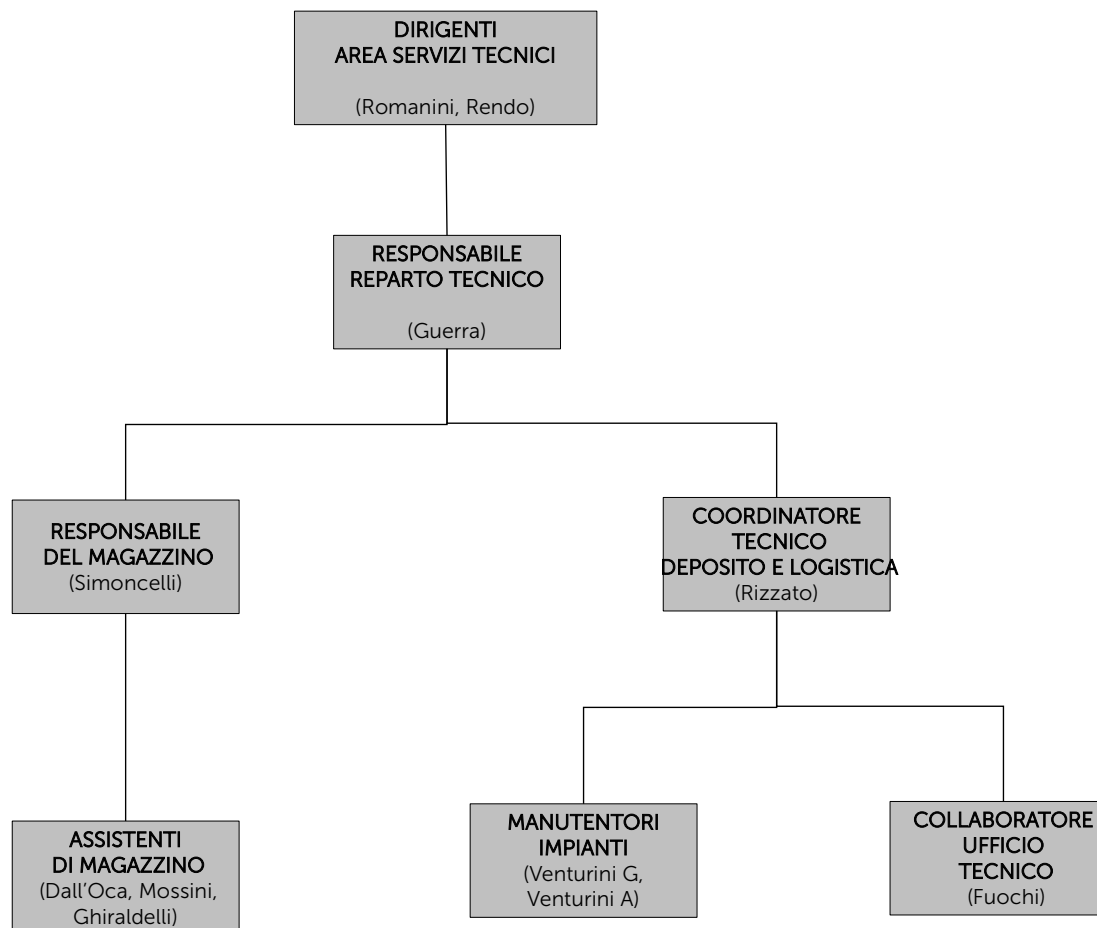 DIRIGENTI
AREA SERVIZI TECNICI
(Romanini, Rendo)
RESPONSABILE
REPARTO TECNICO
(Guerra)
RESPONSABILE
DEL MAGAZZINO
(Simoncelli)
COORDINATORE
TECNICO
DEPOSITO E LOGISTICA
(Rizzato)
ASSISTENTI
DI MAGAZZINO
(Dall'Oca, Mossini,
Ghiraldelli)
MANUTENTORI
IMPIANTI
(Venturini G,
Venturini A)
COLLABORATORE
UFFICIO
TECNICO
(Fuochi)